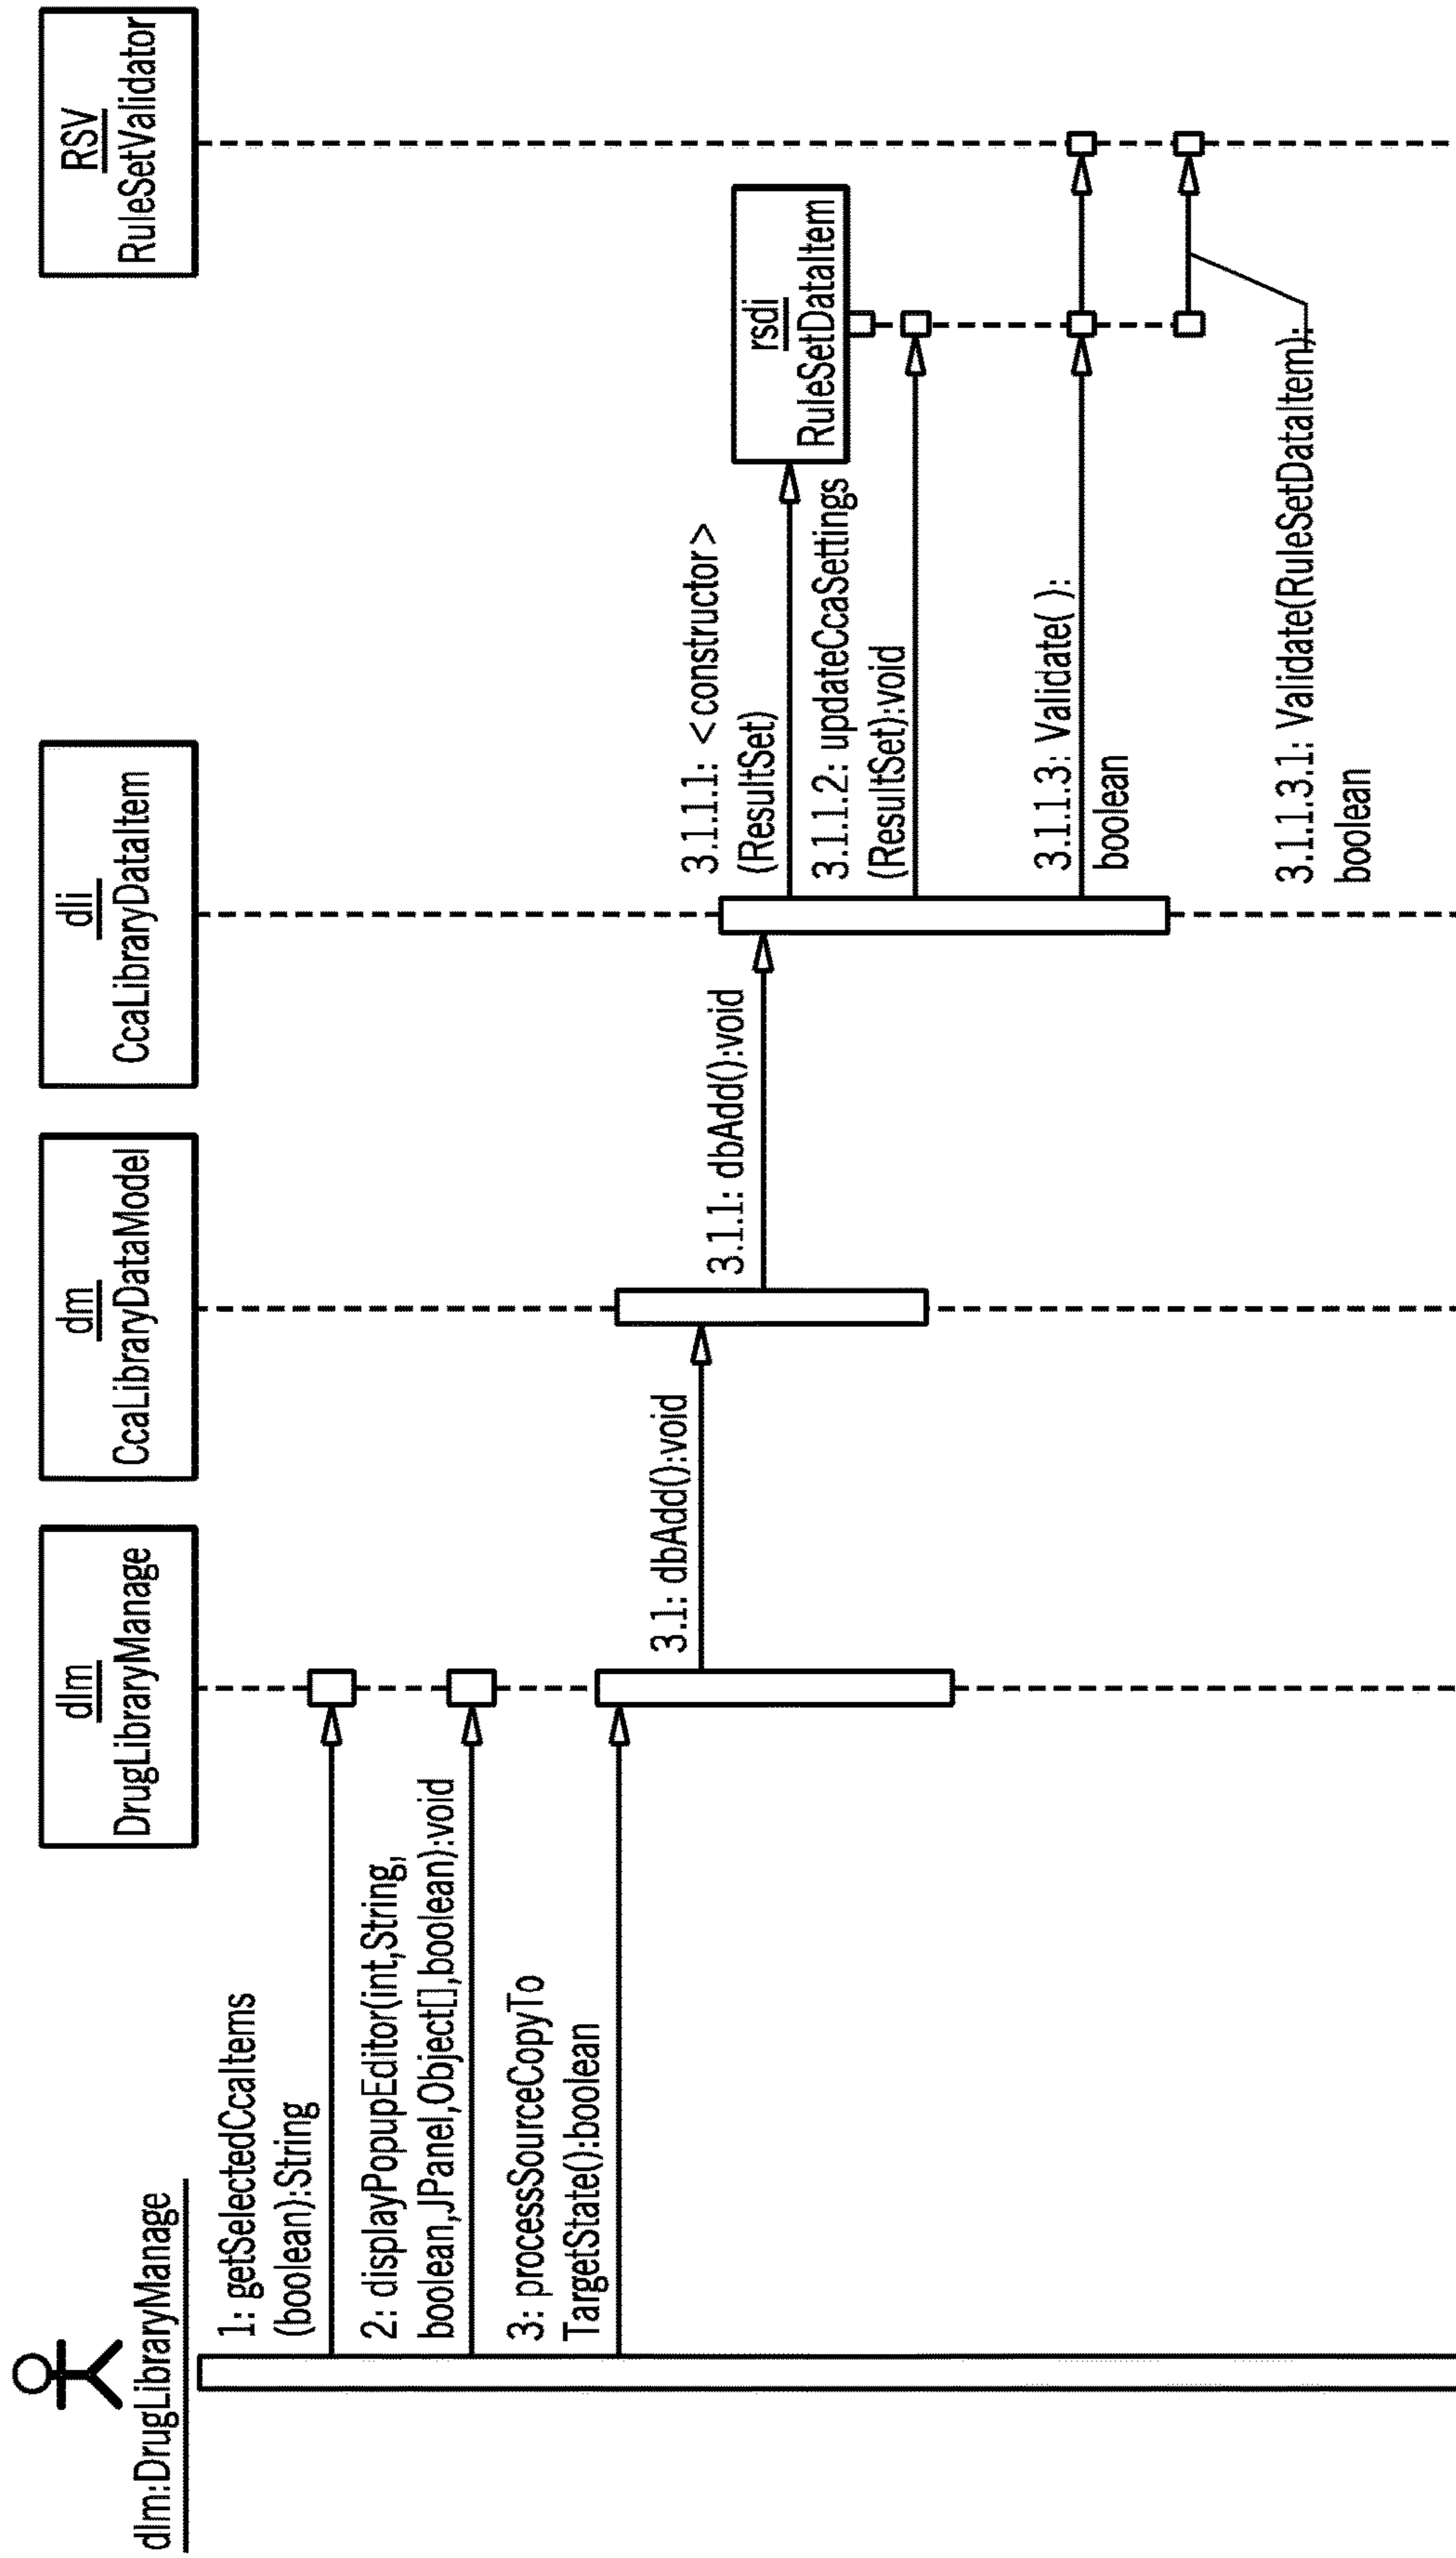 dlm:DrugLibraryManage
dlm
DrugLibraryManage
dm
CcaLibraryDataModel
dli
CcaLibraryDataItem
RSV
RuleSetValidator
1: getSelectedCcaItems
(boolean):String
2: displayPopupEditor(int,String,
boolean,JPanel,Object[],boolean):void
3: processSourceCopyTo
TargetState():boolean
3.1: dbAdd():void
3.1.1: dbAdd():void
3.1.1.1: <constructor>
(ResultSet)
rsdi
RuleSetDataItem
3.1.1.2: updateCcaSettings
(ResultSet):void
3.1.1.3: Validate( ):
boolean
3.1.1.3.1: Validate(RuleSetDataItem):
boolean